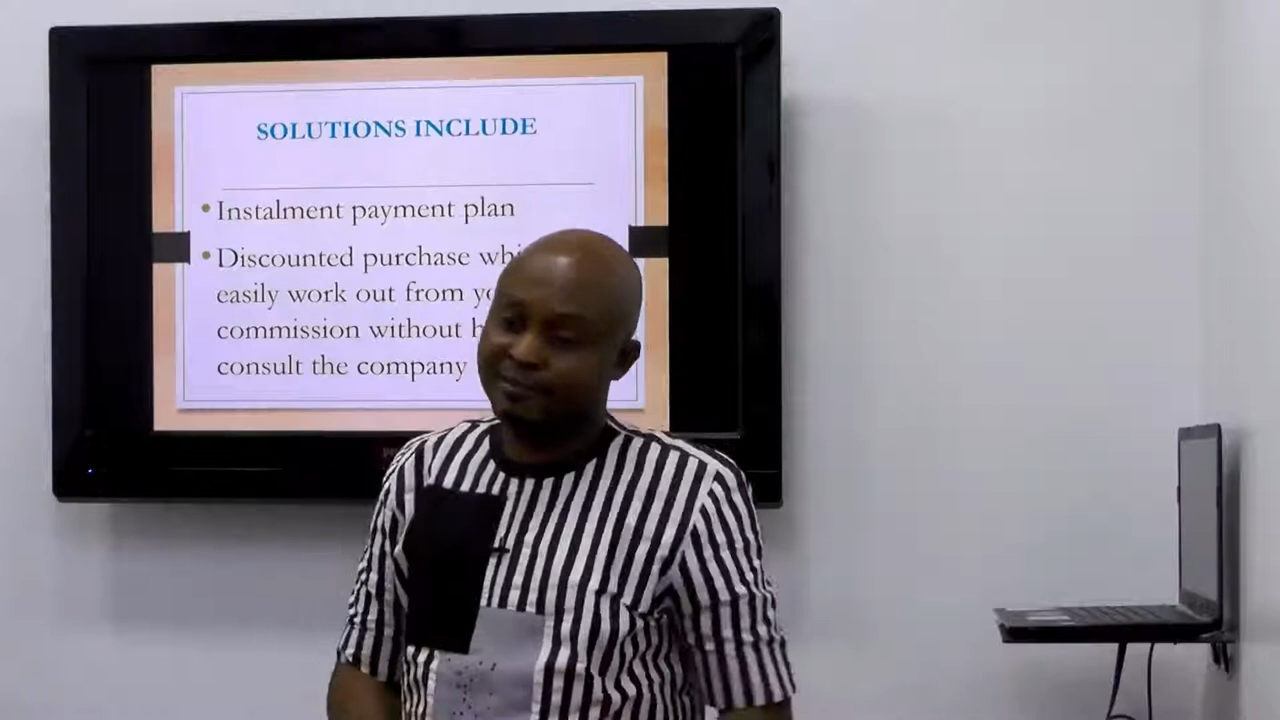 SOLUTIONS INCLUDE
• Instalment payment plan
• Discounted purchase
easily work out from
commission without
consult the company